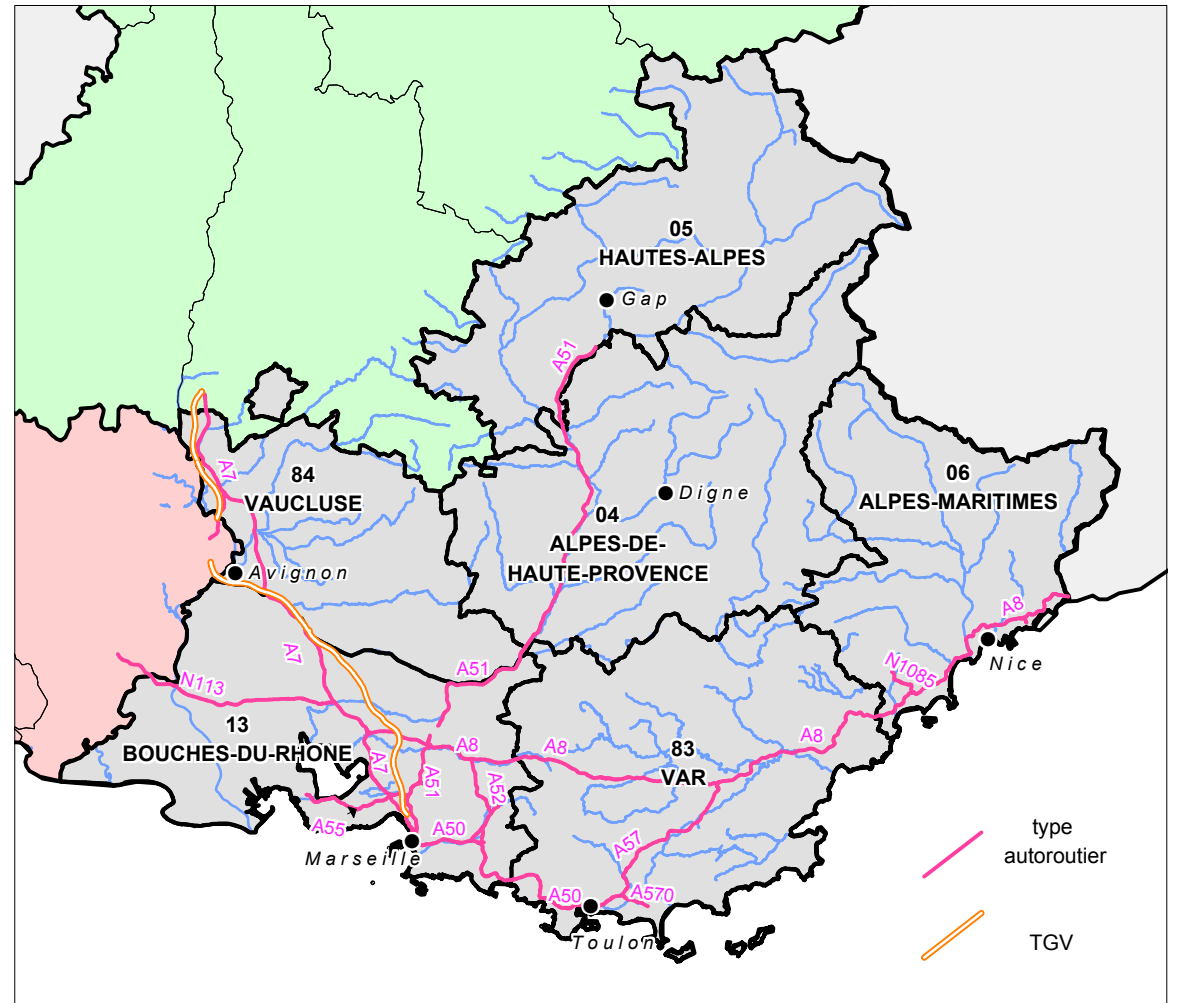 05
HAUTES-ALPES
Gap
A51
A7
84
VAUCLUSE
06
ALPES-MARITIMES
Digne
04
ALPES-DE-
HAUTE-PROVENCE
Avignon
A8
Nice
A7
A51
N1085
N113
13
BOUCHES-DU-RHONE
A8
A8
A8
83
VAR
A7
A51
A52
A55
A50
Marseille
A57
A50
A570
Toulon
type
autoroutier
TGV